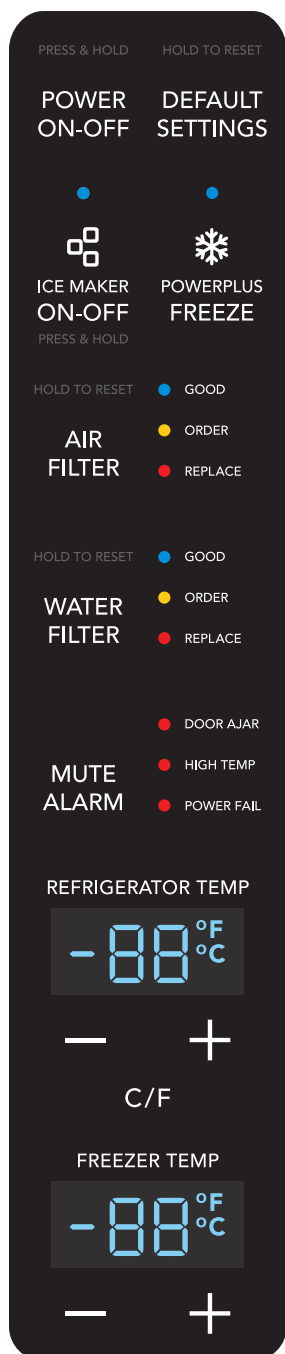 PRESS & HOLD
HOLD TO RESET
POWER
ON-OFF
DEFAULT
SETTINGS
ICE MAKER
ON-OFF
PRESS & HOLD
POWERPLUS
FREEZE
HOLD TO RESET
AIR
FILTER
GOOD
ORDER
REPLACE
HOLD TO RESET
WATER
FILTER
GOOD
ORDER
REPLACE
MUTE
ALARM
DOOR AJAR
HIGH TEMP
POWER FAIL
REFRIGERATOR TEMP
-88 °F
°C
− +
C/F
FREEZER TEMP
-88 °F
°C
− +